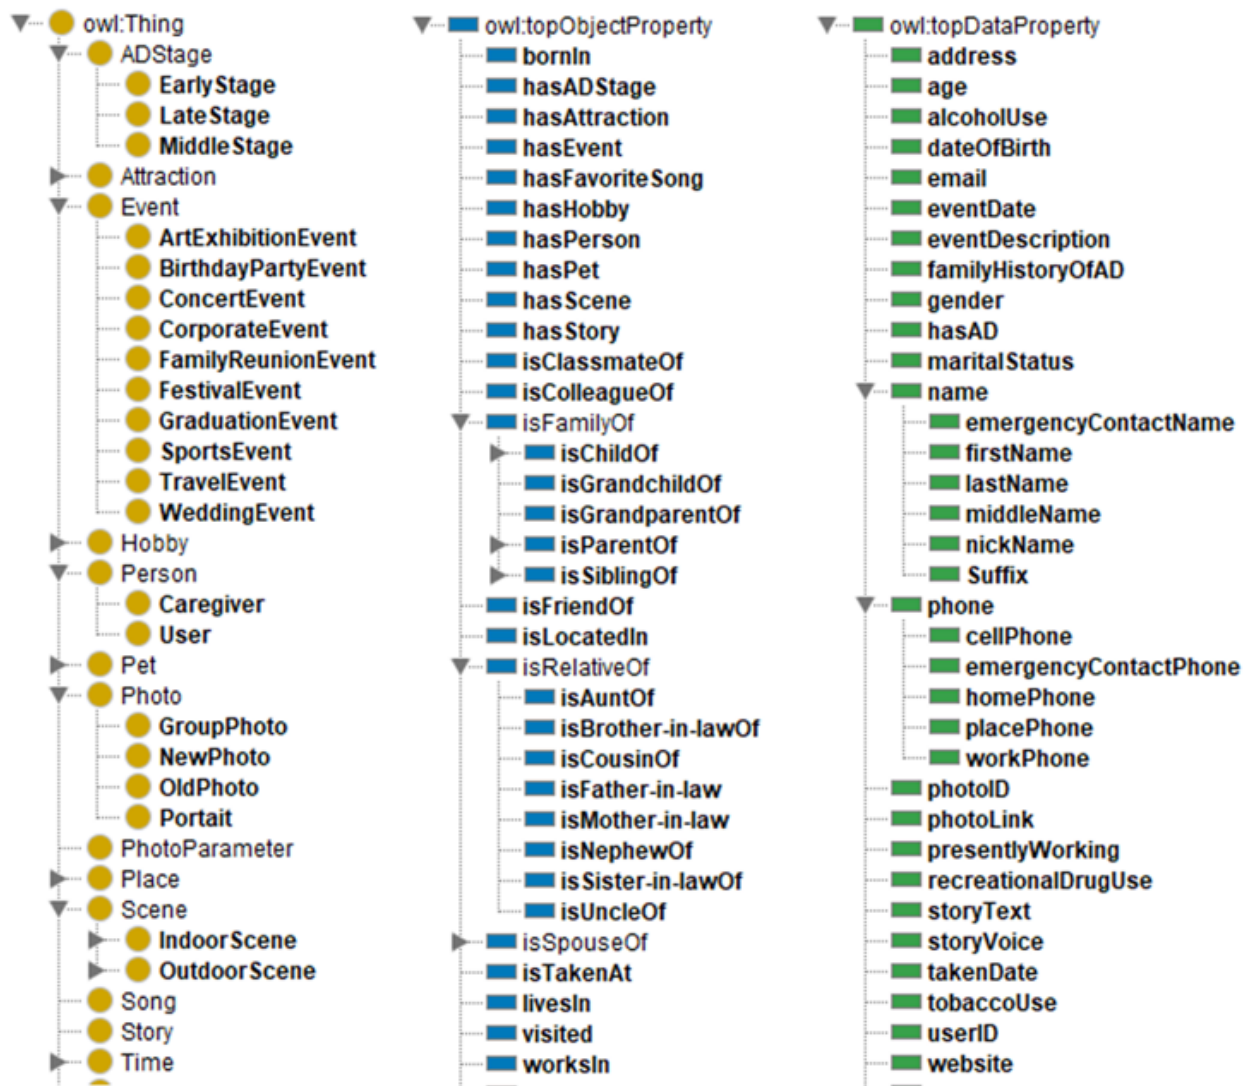 owl:Thing
ADStage
EarlyStage
LateStage
MiddleStage
Attraction
Event
ArtExhibitionEvent
BirthdayPartyEvent
ConcertEvent
CorporateEvent
FamilyReunionEvent
FestivalEvent
GraduationEvent
SportsEvent
TravelEvent
WeddingEvent
Hobby
Person
Caregiver
User
Pet
Photo
GroupPhoto
NewPhoto
OldPhoto
Portait
PhotoParameter
Place
Scene
IndoorScene
OutdoorScene
Song
Story
Time
owl:topObjectProperty
bornIn
hasADStage
hasAttraction
hasEvent
hasFavoriteSong
hasHobby
hasPerson
hasPet
hasScene
hasStory
isClassmateOf
isColleagueOf
isFamilyOf
isChildOf
isGrandchildOf
isGrandparentOf
isParentOf
isSiblingOf
isFriendOf
isLocatedIn
isRelativeOf
isAuntOf
isBrother-in-lawOf
isCousinOf
isFather-in-law
isMother-in-law
isNephewOf
isSister-in-lawOf
isUncleOf
isSpouseOf
isTakenAt
livesIn
visited
worksIn
owl:topDataProperty
address
age
alcoholUse
dateOfBirth
email
eventDate
eventDescription
familyHistoryOfAD
gender
hasAD
maritalStatus
name
emergencyContactName
firstName
lastName
middleName
nickName
Suffix
phone
cellPhone
emergencyContactPhone
homePhone
placePhone
workPhone
photoID
photoLink
presentlyWorking
recreationalDrugUse
storyText
storyVoice
takenDate
tobaccoUse
userID
website